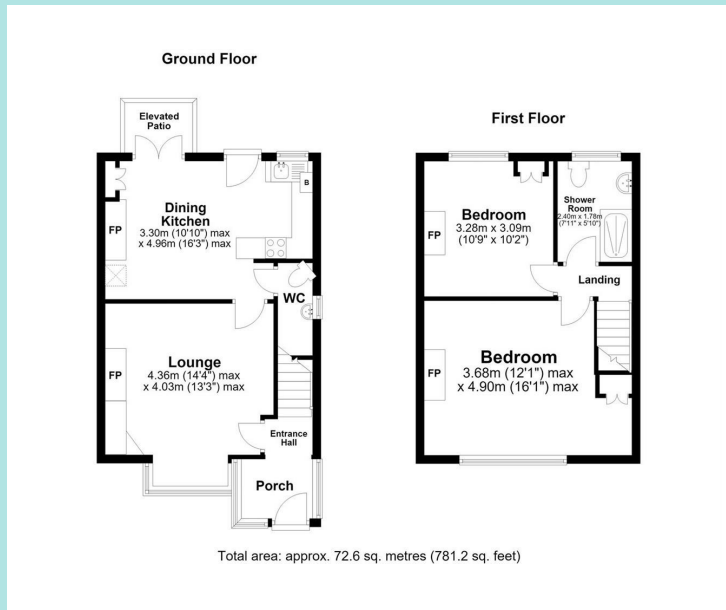 Ground Floor
Elevated
Patio
B
Dining
Kitchen
3.30m (10'10") max
x 4.96m (16'3") max
FP
WC
Lounge
4.36m (14'4") max
x 4.03m (13'3") max
FP
Entrance
Hall
Porch
First Floor
Bedroom
3.28m x 3.09m
(10'9" x 10'2")
FP
Shower
Room
2.40m x 1.78m
(7'11" x 5'10")
Landing
Bedroom
3.68m (12'1") max
x 4.90m (16'1") max
FP
Total area: approx. 72.6 sq. metres (781.2 sq. feet)